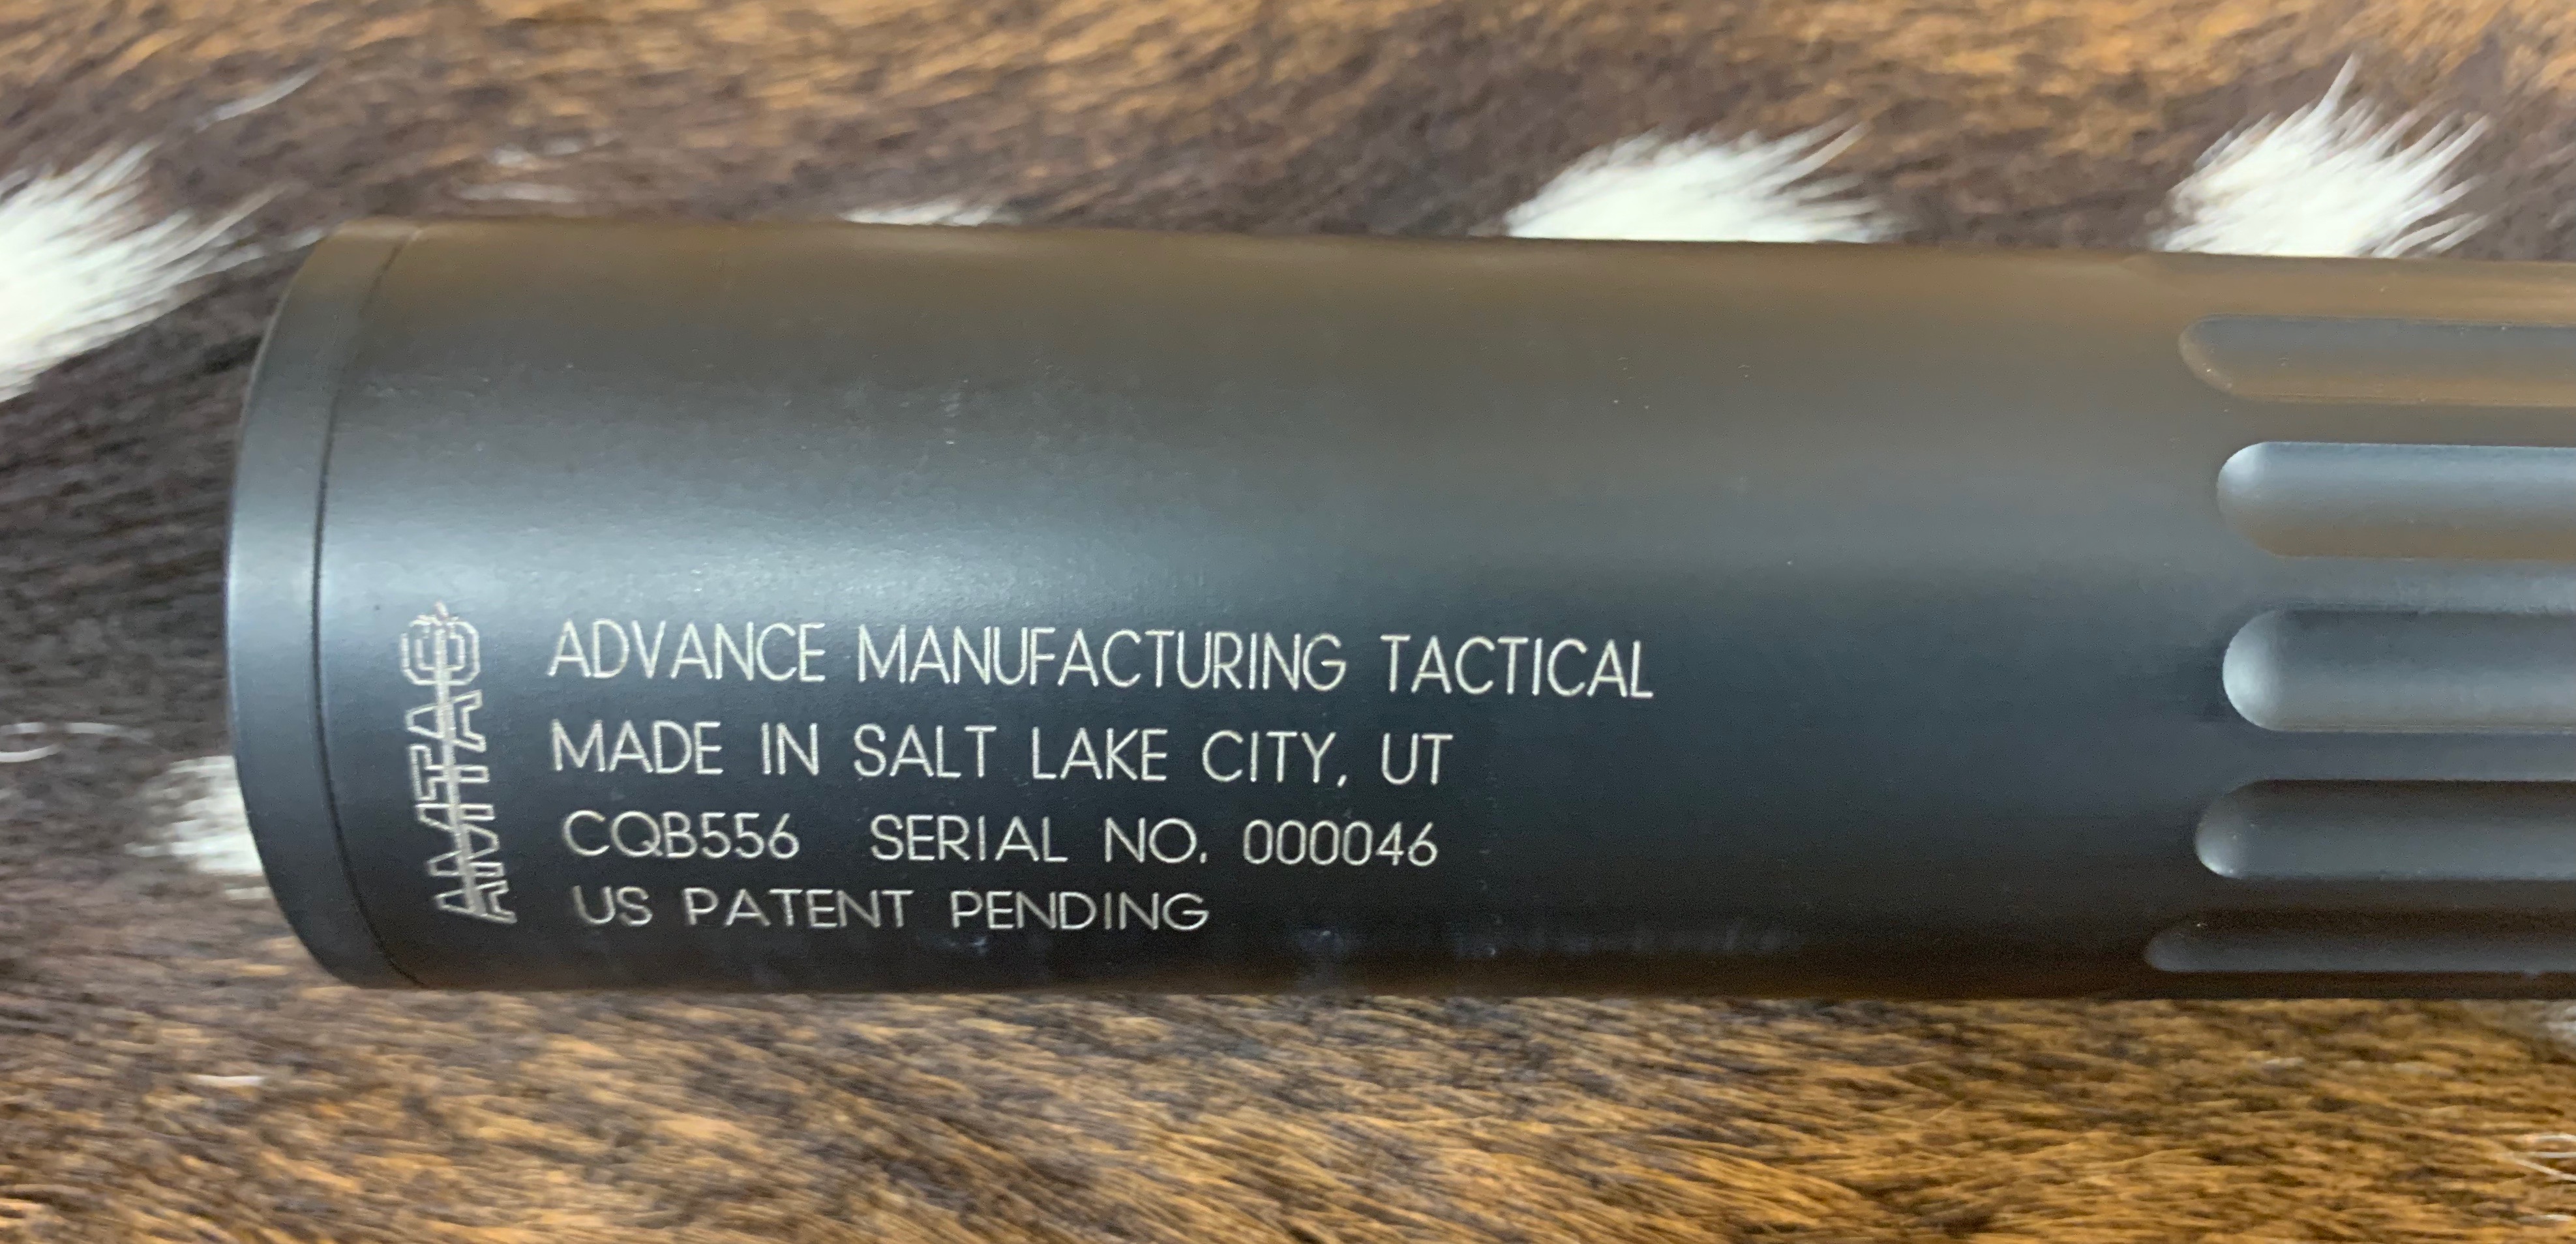 AMTAC
ADVANCE MANUFACTURING TACTICAL
MADE IN SALT LAKE CITY, UT
CQB556 SERIAL NO. 000046
US PATENT PENDING